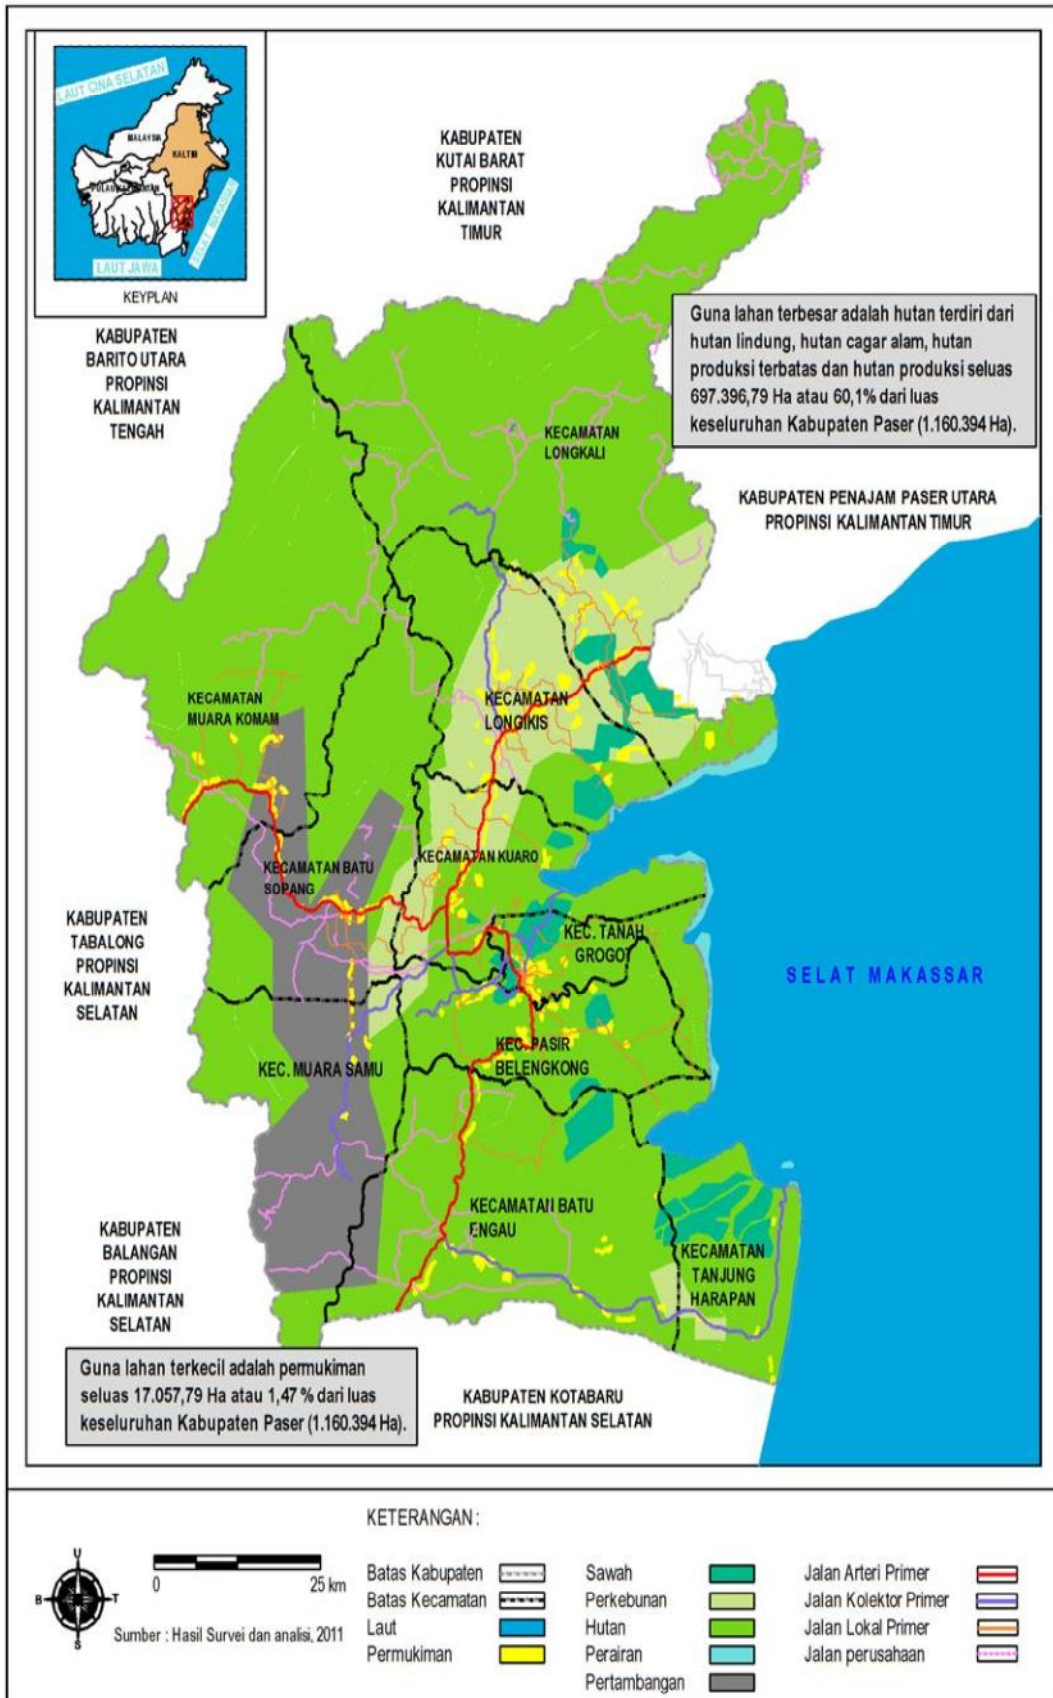 LAUT CINA SELATAN
MALAYSIA
KALTIM
SELAT MAKASSAR
LAUT JAWA
KEYPLAN
KABUPATEN
KUTAI BARAT
PROPINSI
KALIMANTAN
TIMUR
KABUPATEN
BARITO UTARA
PROPINSI
KALIMANTAN
TENGAH
Guna lahan terbesar adalah hutan terdiri dari
hutan lindung, hutan cagar alam, hutan
produksi terbatas dan hutan produksi seluas
697.396,79 Ha atau 60,1% dari luas
keseluruhan Kabupaten Paser (1.160.394 Ha).
KECAMATAN
LONGKALI
KABUPATEN PENAJAM PASER UTARA
PROPINSI KALIMANTAN TIMUR
KECAMATAN
MUARA KOMAM
KECAMATAN
LONGIKIS
KECAMATAN BATU
SOPANG
KECAMATAN KUARO
KEC. TANAH
GROGOT
KABUPATEN
TABALONG
PROPINSI
KALIMANTAN
SELATAN
SELAT MAKASSAR
KEC. MUARA SAMU
KEC. PASIR
BELENGKONG
KECAMATAN BATU
ENGAU
KECAMATAN
TANJUNG
HARAPAN
KABUPATEN
BALANGAN
PROPINSI
KALIMANTAN
SELATAN
Guna lahan terkecil adalah permukiman
seluas 17.057,79 Ha atau 1,47 % dari luas
keseluruhan Kabupaten Paser (1.160.394 Ha).
KABUPATEN KOTABARU
PROPINSI KALIMANTAN SELATAN
KETERANGAN :
U
B
T
S
0
25 km
Sumber : Hasil Survei dan analisi, 2011
Batas Kabupaten
Batas Kecamatan
Laut
Permukiman
Sawah
Perkebunan
Hutan
Perairan
Pertambangan
Jalan Arteri Primer
Jalan Kolektor Primer
Jalan Lokal Primer
Jalan perusahaan